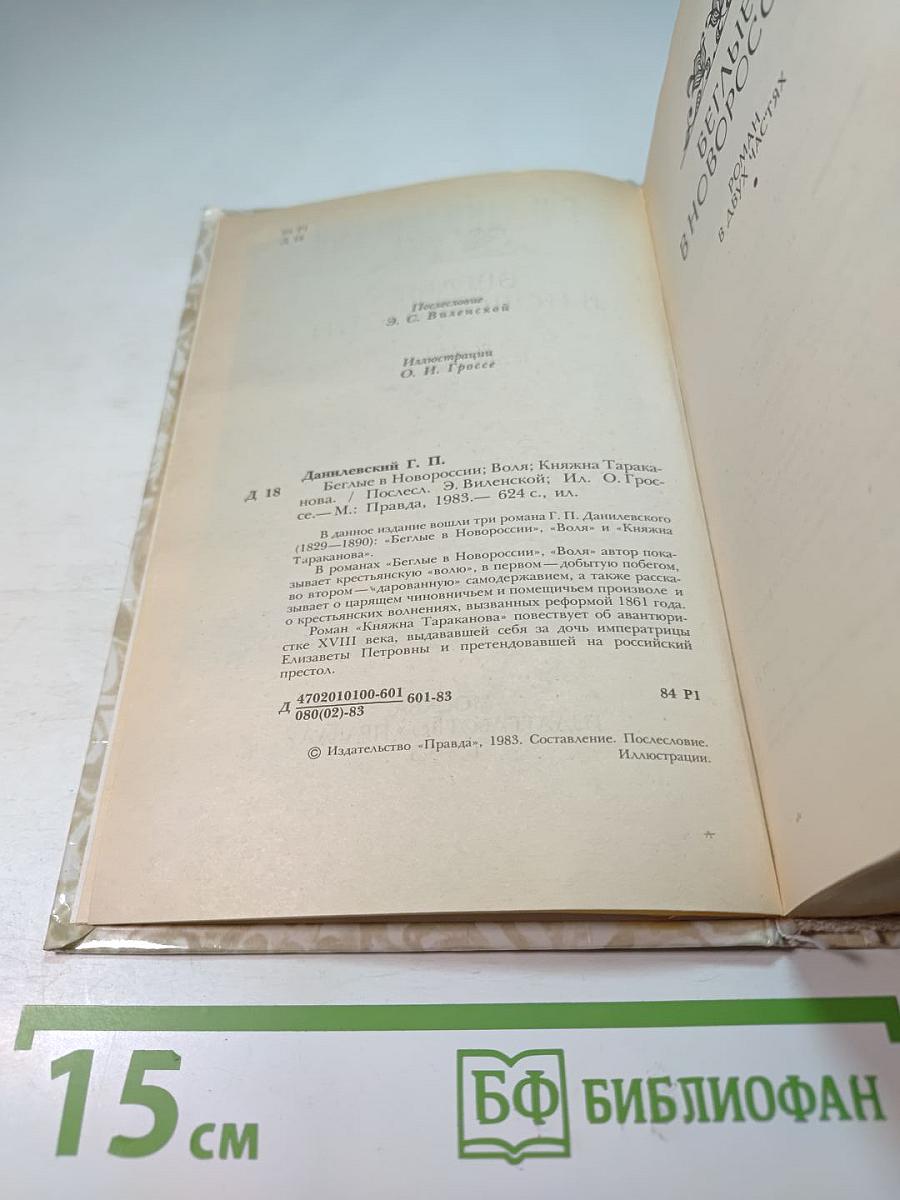 84 Р1
Д 18
Послесловие
Э. С. Виленской
Иллюстрации
О. И. Гроссе
Данилевский Г. П.
Д 18
Беглые в Новороссии; Воля; Княжна Тарака-
нова. / Послесл. Э. Виленской; Ил. О. Грос-
се.— М.: Правда, 1983.— 624 с., ил.
В данное издание вошли три романа Г. П. Данилевского
(1829—1890): «Беглые в Новороссии», «Воля» и «Княжна
Тараканова».
В романах «Беглые в Новороссии», «Воля» автор пока-
зывает крестьянскую «волю», в первом — добытую побегом,
во втором — «дарованную» самодержавием, а также расска-
зывает о царящем чиновничьем и помещичьем произволе и
о крестьянских волнениях, вызванных реформой 1861 года.
Роман «Княжна Тараканова» повествует об авантюри-
стке XVIII века, выдававшей себя за дочь императрицы
Елизаветы Петровны и претендовавшей на российский
престол.
Д 4702010100-601 601-83
080(02)-83
84 Р1
© Издательство «Правда», 1983. Составление. Послесловие.
Иллюстрации.
БЕГЛЫЕ
В НОВОРОСС
РОМАН
В ДВУХ ЧАСТЯХ
15 см
БФ БИБЛИОФАН